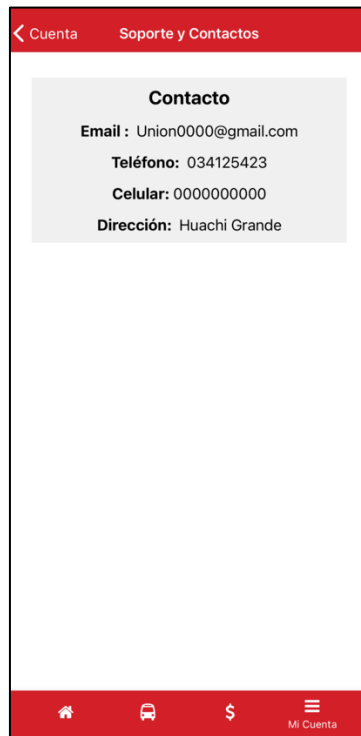 Cuenta
Soporte y Contactos
Contacto
Email : Union0000@gmail.com
Teléfono: 034125423
Celular: 0000000000
Dirección: Huachi Grande
$
Mi Cuenta